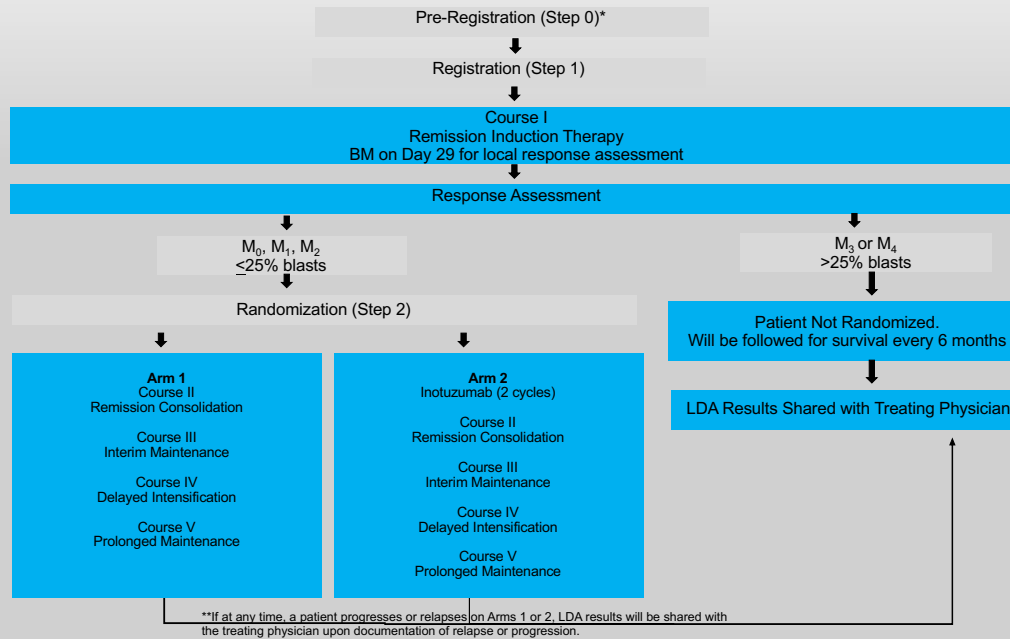 Pre-Registration (Step 0)*
Registration (Step 1)
Course I
Remission Induction Therapy
BM on Day 29 for local response assessment
Response Assessment
M₀, M₁, M₂
<25% blasts
M₃ or M₄
>25% blasts
Randomization (Step 2)
Patient Not Randomized.
Will be followed for survival every 6 months
LDA Results Shared with Treating Physician
Arm 1
Course II
Remission Consolidation
Course III
Interim Maintenance
Course IV
Delayed Intensification
Course V
Prolonged Maintenance
Arm 2
Inotuzumab (2 cycles)
Course II
Remission Consolidation
Course III
Interim Maintenance
Course IV
Delayed Intensification
Course V
Prolonged Maintenance
**If at any time, a patient progresses or relapses on Arms 1 or 2, LDA results will be shared with
the treating physician upon documentation of relapse or progression.